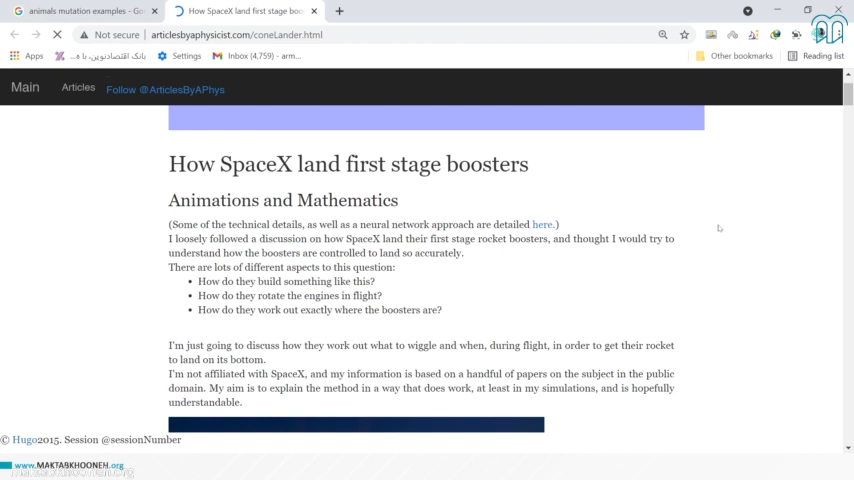 animals mutation examples - Go
How SpaceX land first stage boo
Not secure
articlesbyaphysicist.com/coneLander.html
Apps
بانک اقتصادنوین، با ه...
Settings
Inbox (4,759) - arm...
Other bookmarks
Reading list
Main
Articles
Follow @ArticlesByAPhys
How SpaceX land first stage boosters
Animations and Mathematics
(Some of the technical details, as well as a neural network approach are detailed here.)
I loosely followed a discussion on how SpaceX land their first stage rocket boosters, and thought I would try to
understand how the boosters are controlled to land so accurately.
There are lots of different aspects to this question:
• How do they build something like this?
• How do they rotate the engines in flight?
• How do they work out exactly where the boosters are?
I'm just going to discuss how they work out what to wiggle and when, during flight, in order to get their rocket
to land on its bottom.
I'm not affiliated with SpaceX, and my information is based on a handful of papers on the subject in the public
domain. My aim is to explain the method in a way that does work, at least in my simulations, and is hopefully
understandable.
© Hugo2015. Session @sessionNumber
www.MAKTABKHOONEH.org